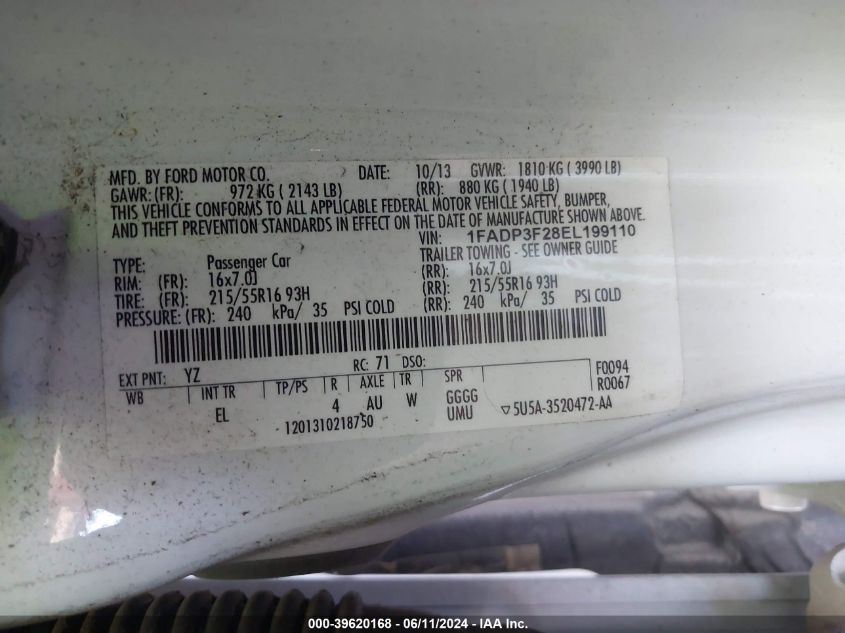 MFD. BY FORD MOTOR CO. DATE: 10/13 GVWR: 1810 KG ( 3990 LB)
GAWR: (FR): 972 KG ( 2143 LB) (RR): 880 KG ( 1940 LB)
THIS VEHICLE CONFORMS TO ALL APPLICABLE FEDERAL MOTOR VEHICLE SAFETY, BUMPER,
AND THEFT PREVENTION STANDARDS IN EFFECT ON THE DATE OF MANUFACTURE SHOWN ABOVE.
VIN: 1FADP3F28EL199110
TYPE: Passenger Car TRAILER TOWING - SEE OWNER GUIDE
RIM: (FR): 16x7.0J (RR): 16x7.0J
TIRE: (FR): 215/55R16 93H (RR): 215/55R16 93H
PRESSURE: (FR): 240 kPa/ 35 PSI COLD (RR): 240 kPa/ 35 PSI COLD
EXT PNT: YZ RC: 71 DSO: F0094
WB INT TR TP/PS R AXLE TR SPR R0067
EL 4 AU W GGGG
UMU ▽5U5A-3520472-AA
1201310218750
000-39620168 - 06/11/2024 - IAA Inc.